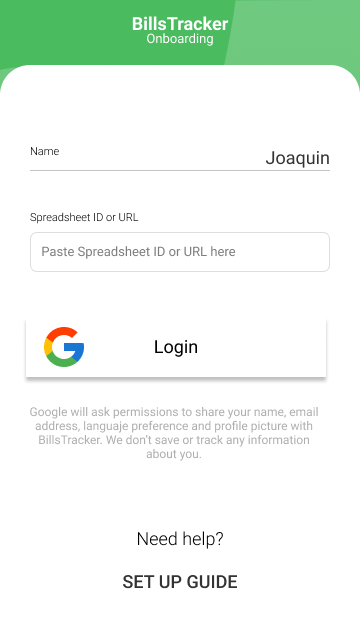 BillsTracker
Onboarding
Name
Joaquin
Spreadsheet ID or URL
Paste Spreadsheet ID or URL here
Login
Google will ask permissions to share your name, email
address, languaje preference and profile picture with
BillsTracker. We don't save or track any information
about you.
Need help?
SET UP GUIDE